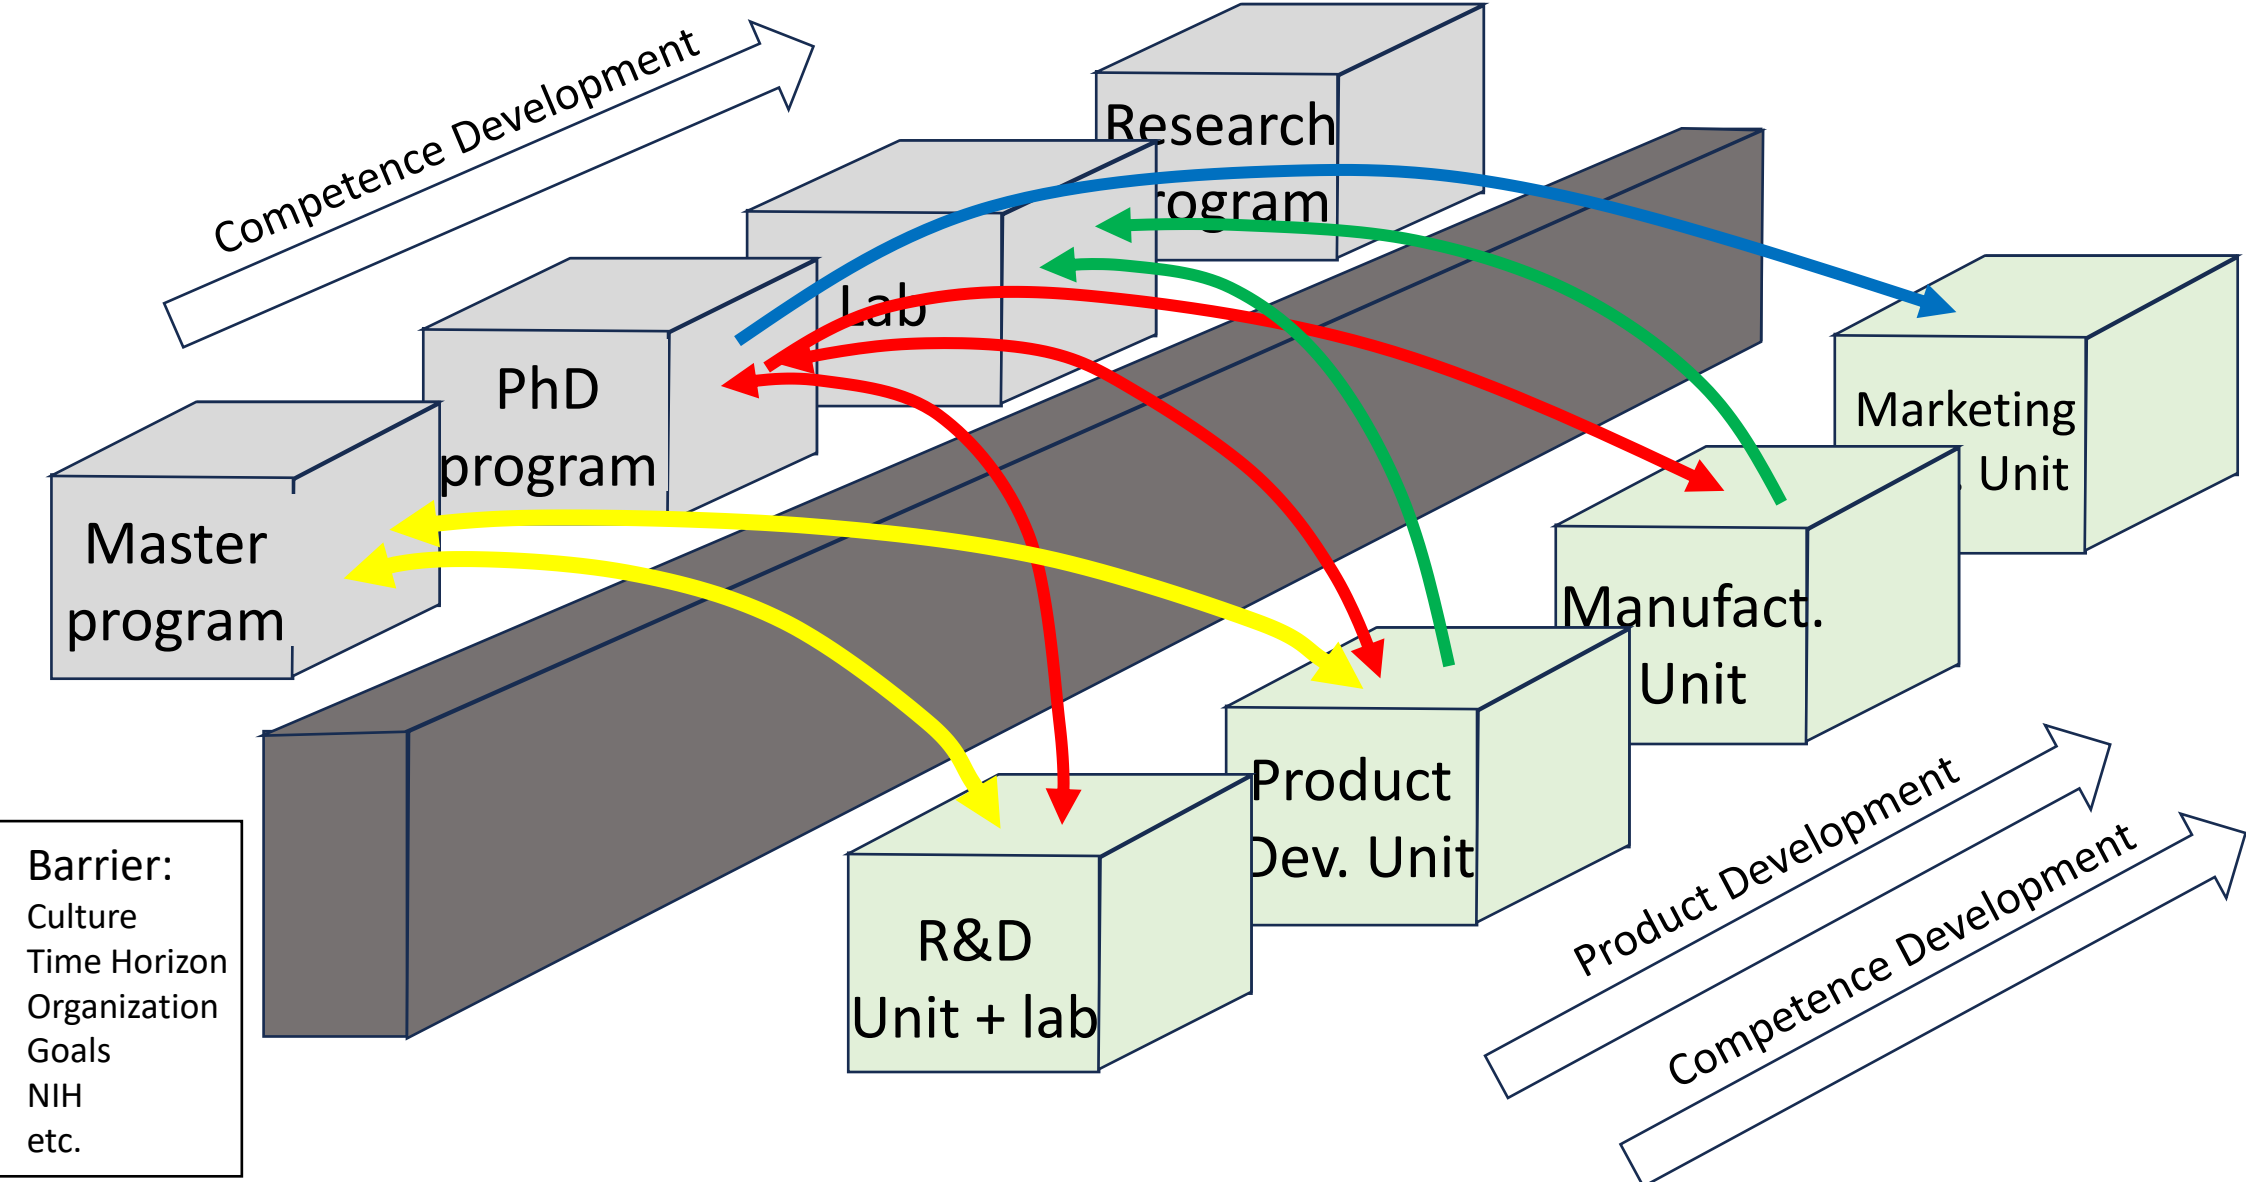 Competence Development
Research
rogram
Lab
PhD
program
Master
program
Marketing
. Unit
Manufact.
Unit
Product
Dev. Unit
R&D
Unit + lab
Product Development
Competence Development
Barrier:
Culture
Time Horizon
Organization
Goals
NIH
etc.